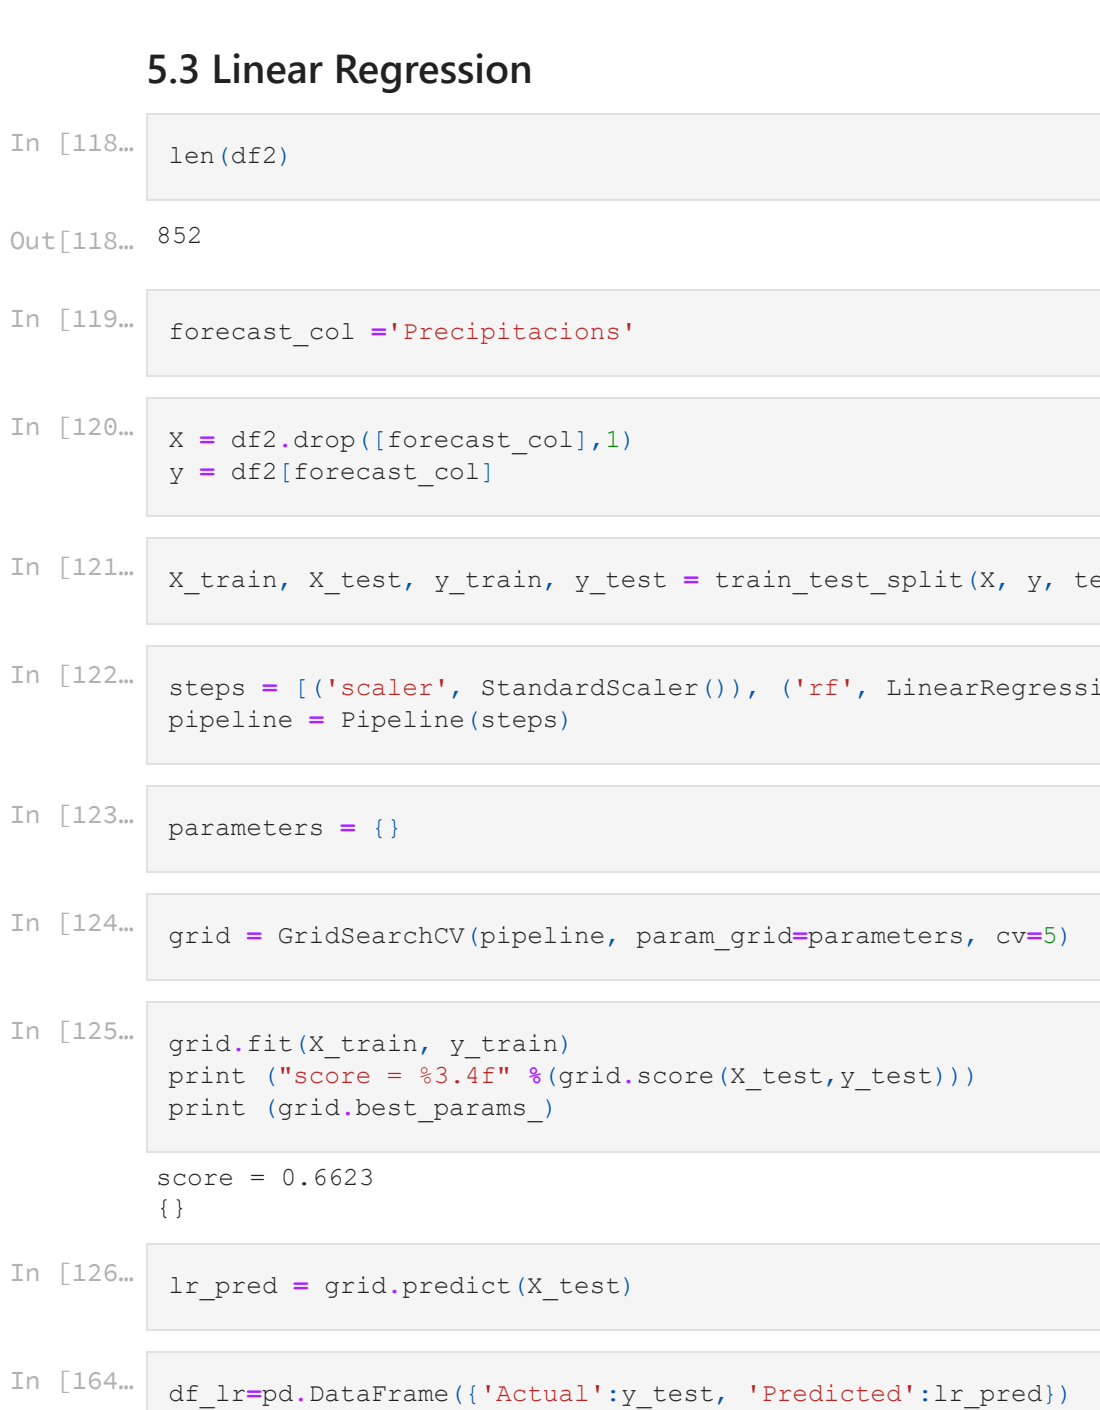 5.3 Linear Regression
In [118…
len(df2)
Out[118…
852
In [119…
forecast_col ='Precipitacions'
In [120…
X = df2.drop([forecast_col],1)
y = df2[forecast_col]
In [121…
X_train, X_test, y_train, y_test = train_test_split(X, y, te
In [122…
steps = [('scaler', StandardScaler()), ('rf', LinearRegressi
pipeline = Pipeline(steps)
In [123…
parameters = {}
In [124…
grid = GridSearchCV(pipeline, param_grid=parameters, cv=5)
In [125…
grid.fit(X_train, y_train)
print ("score = %3.4f" %(grid.score(X_test,y_test)))
print (grid.best_params_)
score = 0.6623
{}
In [126…
lr_pred = grid.predict(X_test)
In [164…
df_lr=pd.DataFrame({'Actual':y_test, 'Predicted':lr_pred})